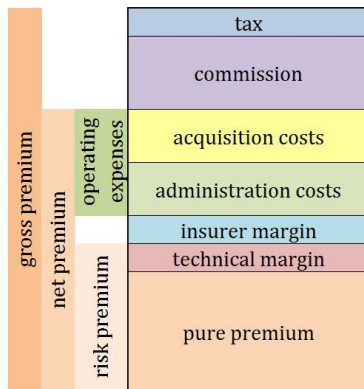 tax
commission
acquisition costs
administration costs
insurer margin
technical margin
pure premium
gross premium
net premium
operating
expenses
risk premium